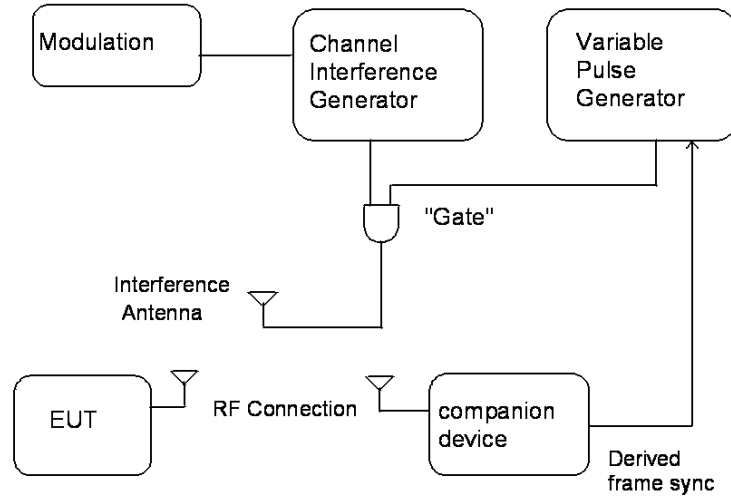 Modulation
Channel
Interference
Generator
Variable
Pulse
Generator
"Gate"
Interference
Antenna
EUT
RF Connection
companion
device
Derived
frame sync